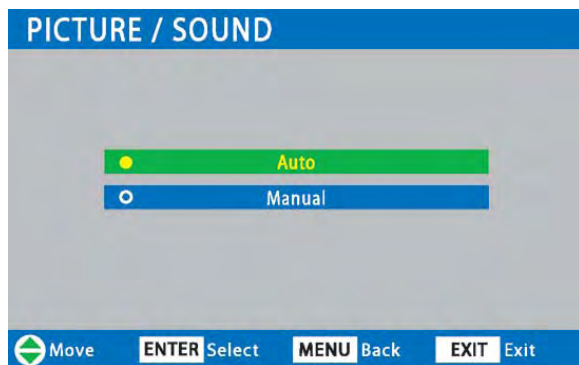 PICTURE / SOUND
Auto
Manual
Move ENTER Select MENU Back EXIT Exit